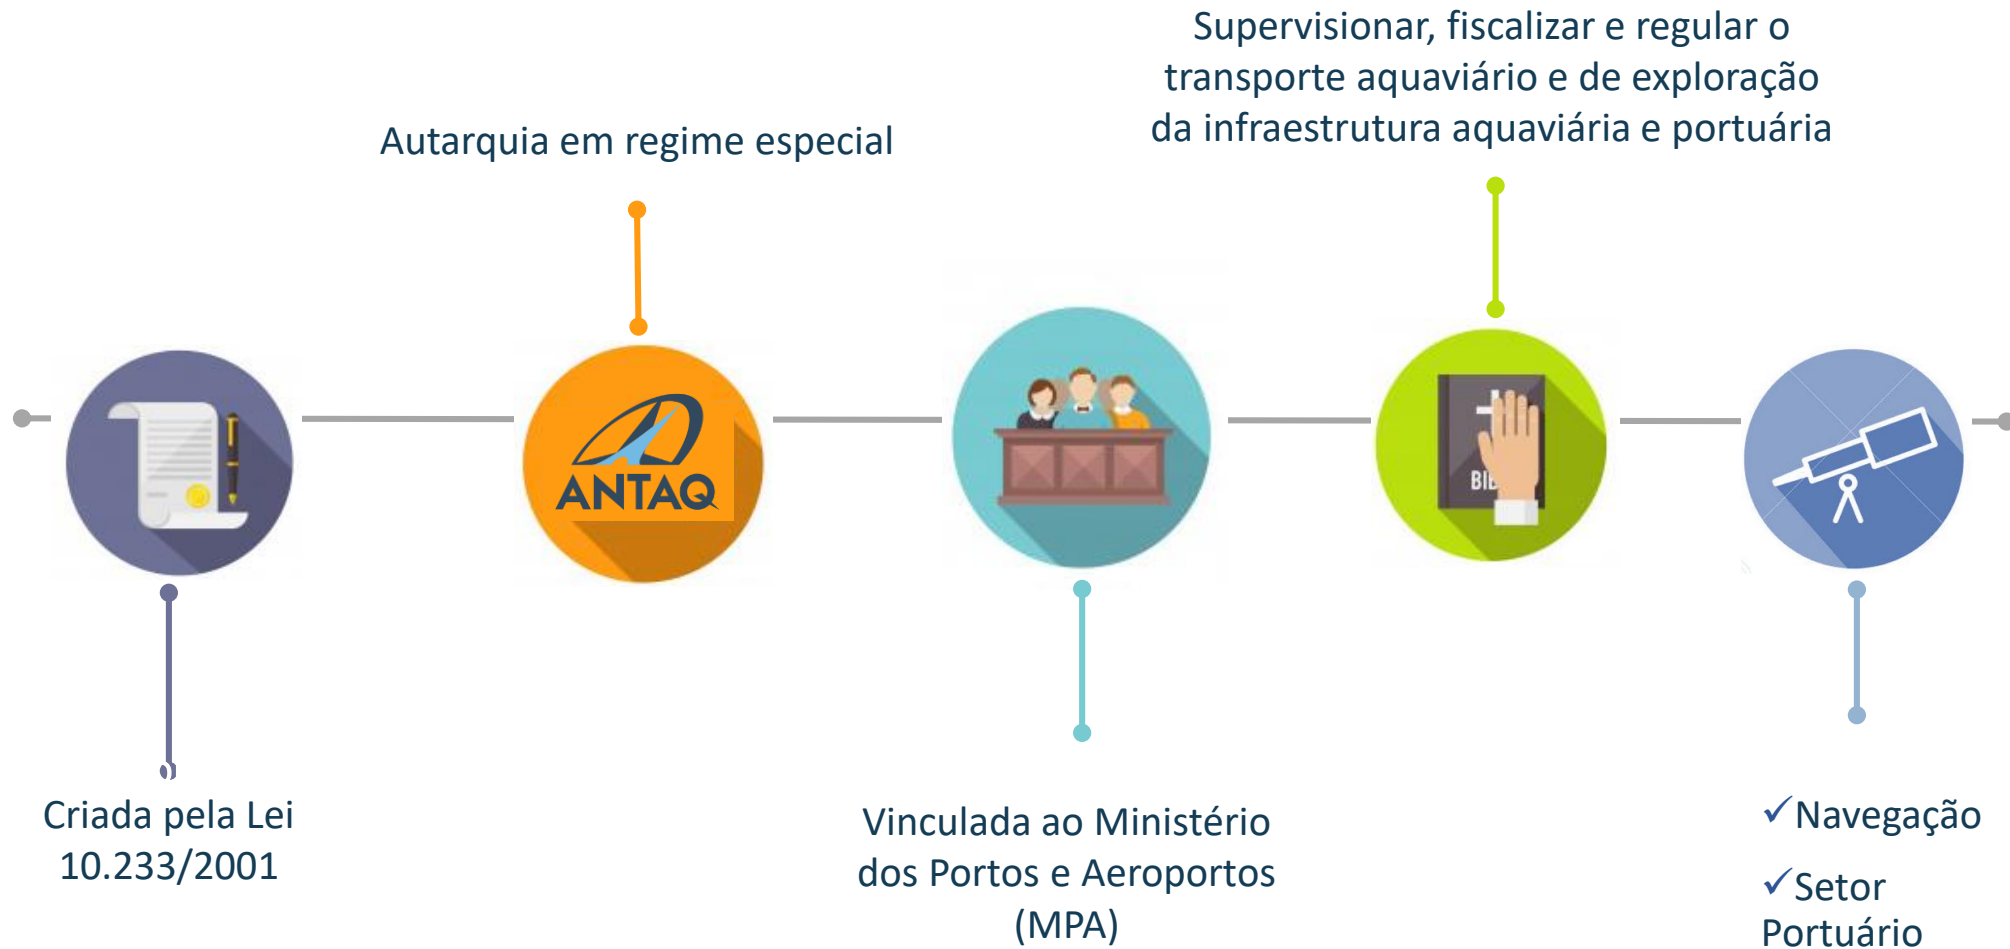 Supervisionar, fiscalizar e regular o
transporte aquaviário e de exploração
da infraestrutura aquaviária e portuária
Autarquia em regime especial
ANTAQ
Criada pela Lei
10.233/2001
Vinculada ao Ministério
dos Portos e Aeroportos
(MPA)
✓Navegação
✓Setor
Portuário